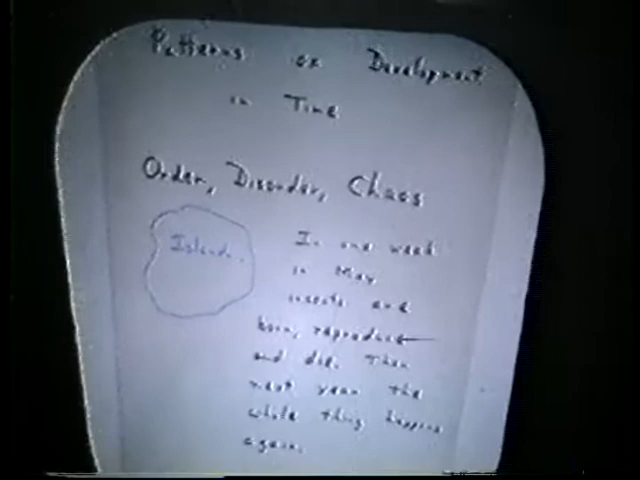 Patterns of Development
in Time
Order, Disorder, Chaos
Island.
In one week
in May,
insects are
born, reproduce
and die. Then
next year the
whole thing happens
again.